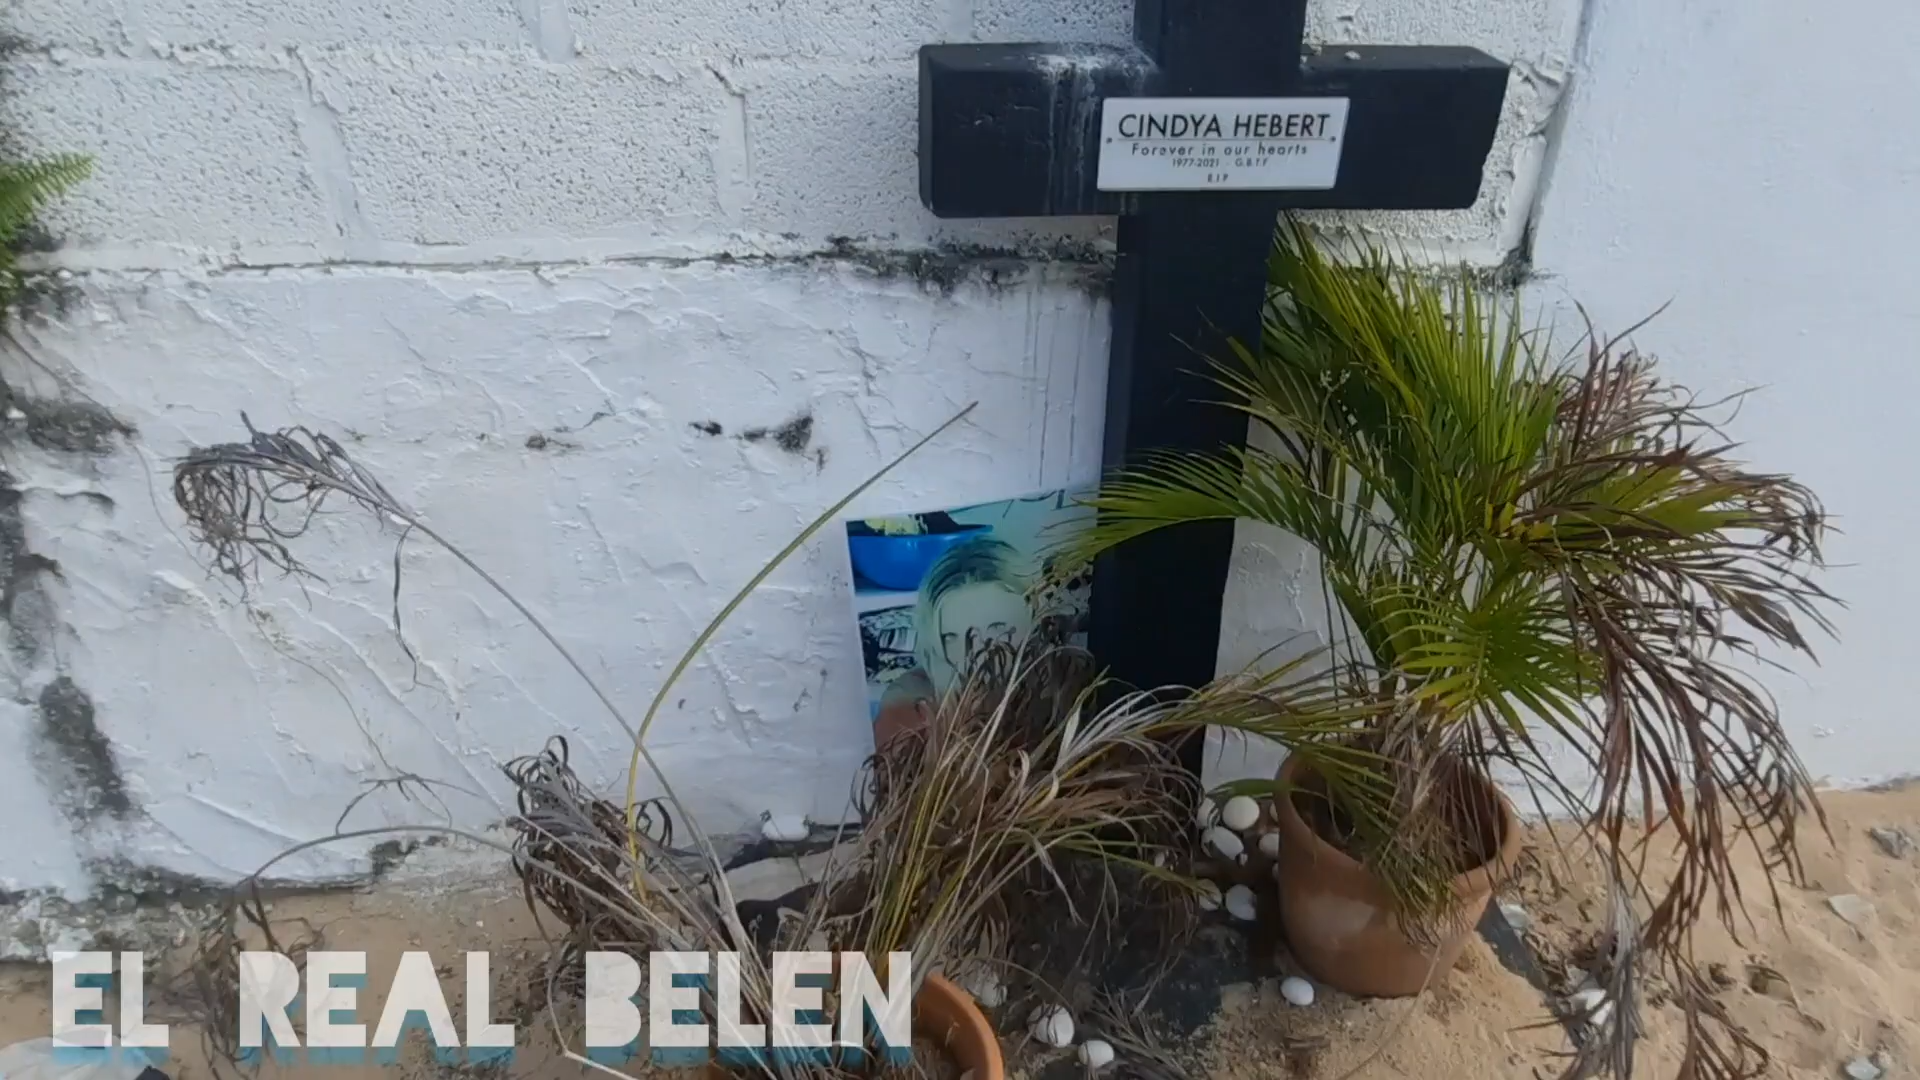 CINDYA HEBERT
Forever in our hearts
1977-2021 - G.B.T.F
R.I.P
EL REAL BELEN